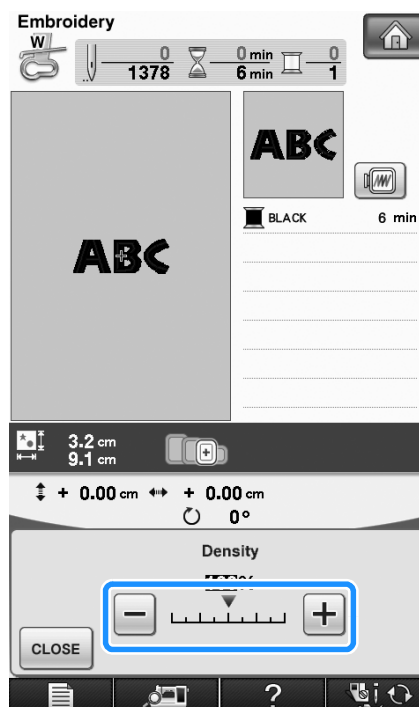 Embroidery
W
0
1378
0 min
6 min
0
1
ABC
ABC
BLACK 6 min
3.2 cm
9.1 cm
+ 0.00 cm + 0.00 cm
0°
Density
%
CLOSE
?
i